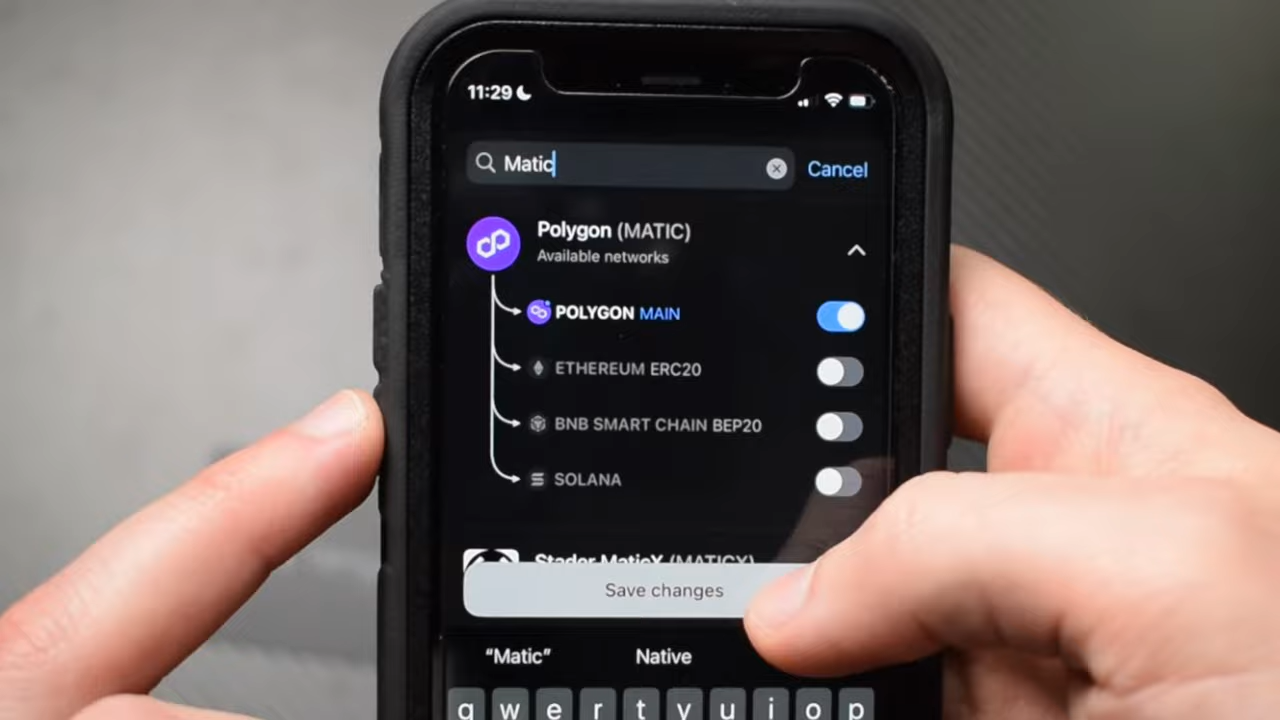 11:29
Matic
Cancel
Polygon (MATIC)
Available networks
POLYGON MAIN
ETHEREUM ERC20
BNB SMART CHAIN BEP20
SOLANA
Stader MaticX (MATICX)
Save changes
“Matic” Native
q w e r t y u i o p